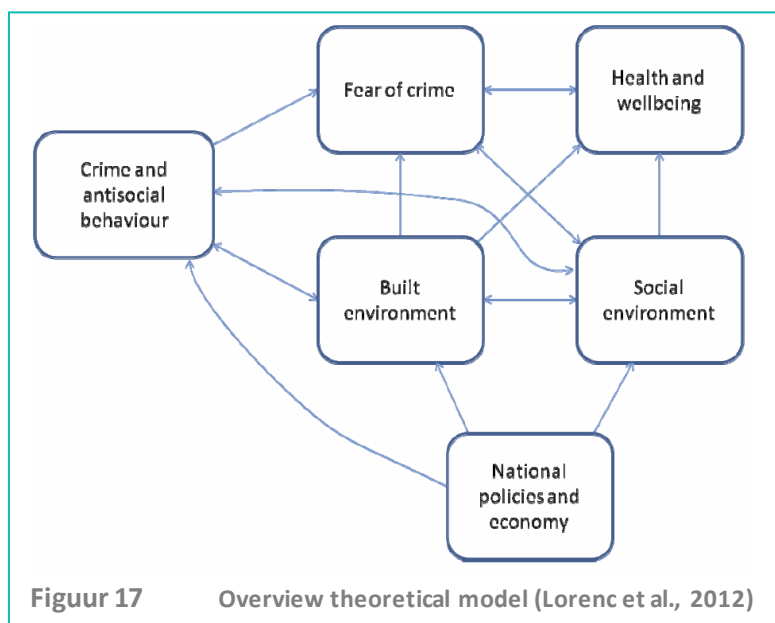 Fear of crime
Health and
wellbeing
Crime and
antisocial
behaviour
Built
environment
Social
environment
National
policies and
economy
Figuur 17 Overview theoretical model (Lorenc et al., 2012)